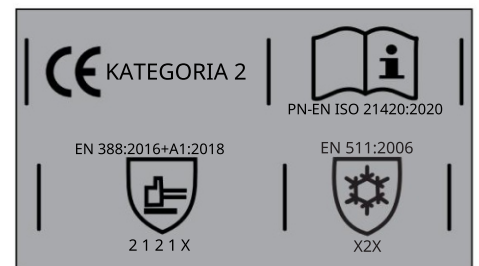 CE KATEGORIA 2
i
PN-EN ISO 21420:2020
EN 388:2016+A1:2018
2 1 2 1 X
EN 511:2006
X2X